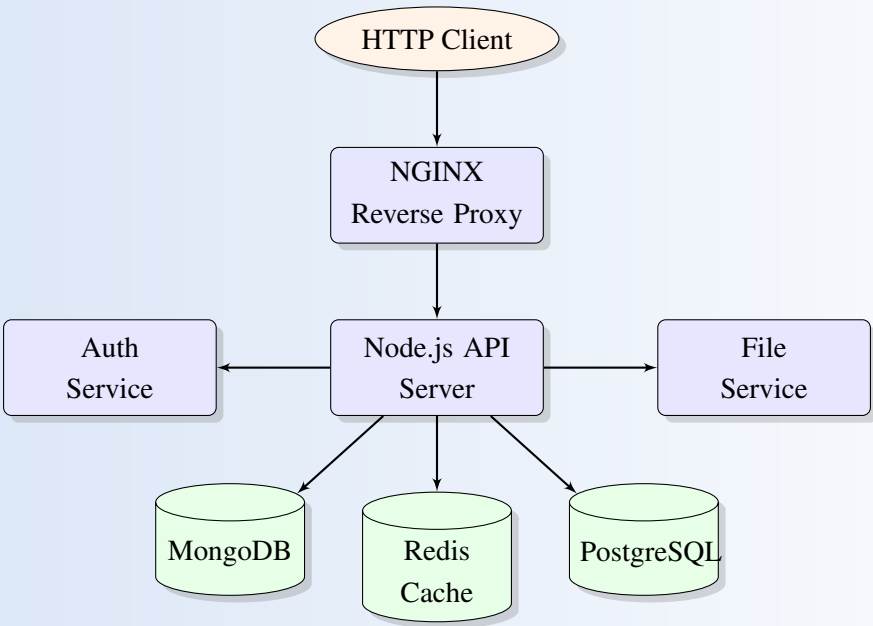 HTTP Client
NGINX
Reverse Proxy
Auth
Service
Node.js API
Server
File
Service
MongoDB
Redis
Cache
PostgreSQL